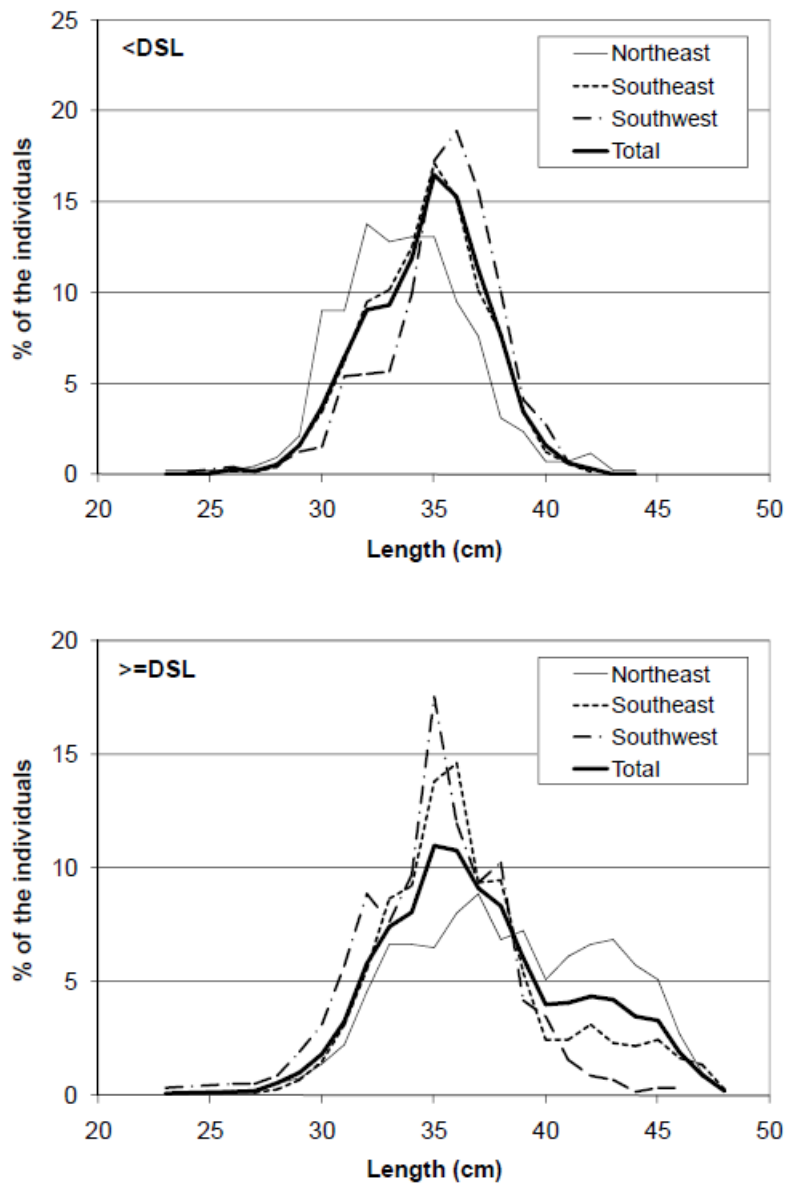 25
20
15
10
5
0
20 25 30 35 40 45 50
% of the individuals
Length (cm)
<DSL
Northeast
Southeast
Southwest
Total
20
15
10
5
0
20 25 30 35 40 45 50
% of the individuals
Length (cm)
>=DSL
Northeast
Southeast
Southwest
Total